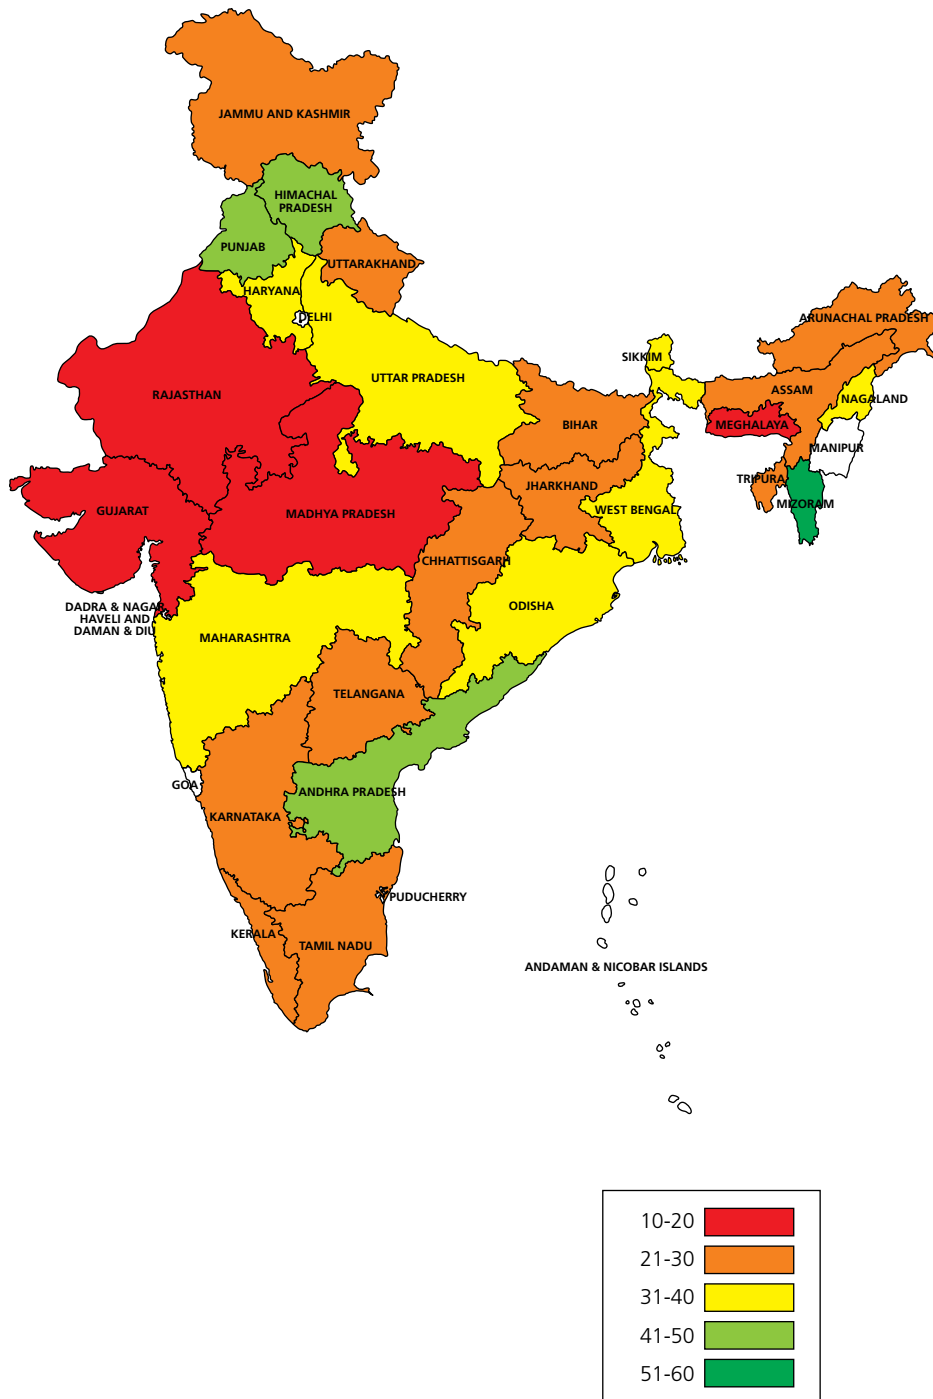 JAMMU AND KASHMIR
HIMACHAL
PRADESH
PUNJAB
UTTARAKHAND
HARYANA
DELHI
ARUNACHAL PRADESH
SIKKIM
UTTAR PRADESH
ASSAM
RAJASTHAN
NAGALAND
BIHAR
MEGHALAYA
MANIPUR
TRIPURA
JHARKHAND
MIZORAM
GUJARAT
MADHYA PRADESH
WEST BENGAL
CHHATTISGARH
DADRA & NAGAR
HAVELI AND
DAMAN & DIU
ODISHA
MAHARASHTRA
TELANGANA
GOA
ANDHRA PRADESH
KARNATAKA
PUDUCHERRY
KERALA
TAMIL NADU
ANDAMAN & NICOBAR ISLANDS
10-20
21-30
31-40
41-50
51-60